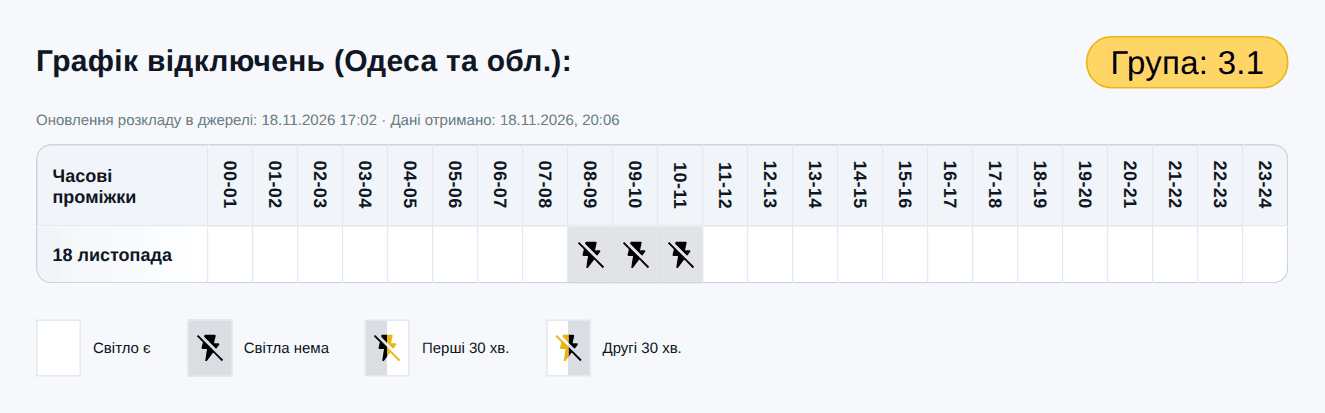 Графік відключень (Одеса та обл.):
Група: 3.1
Оновлення розкладу в джерелі: 18.11.2026 17:02 · Дані отримано: 18.11.2026, 20:06
Часові
проміжки
00-01
01-02
02-03
03-04
04-05
05-06
06-07
07-08
08-09
09-10
10-11
11-12
12-13
13-14
14-15
15-16
16-17
17-18
18-19
19-20
20-21
21-22
22-23
23-24
18 листопада
Світло є
Світла нема
Перші 30 хв.
Другі 30 хв.